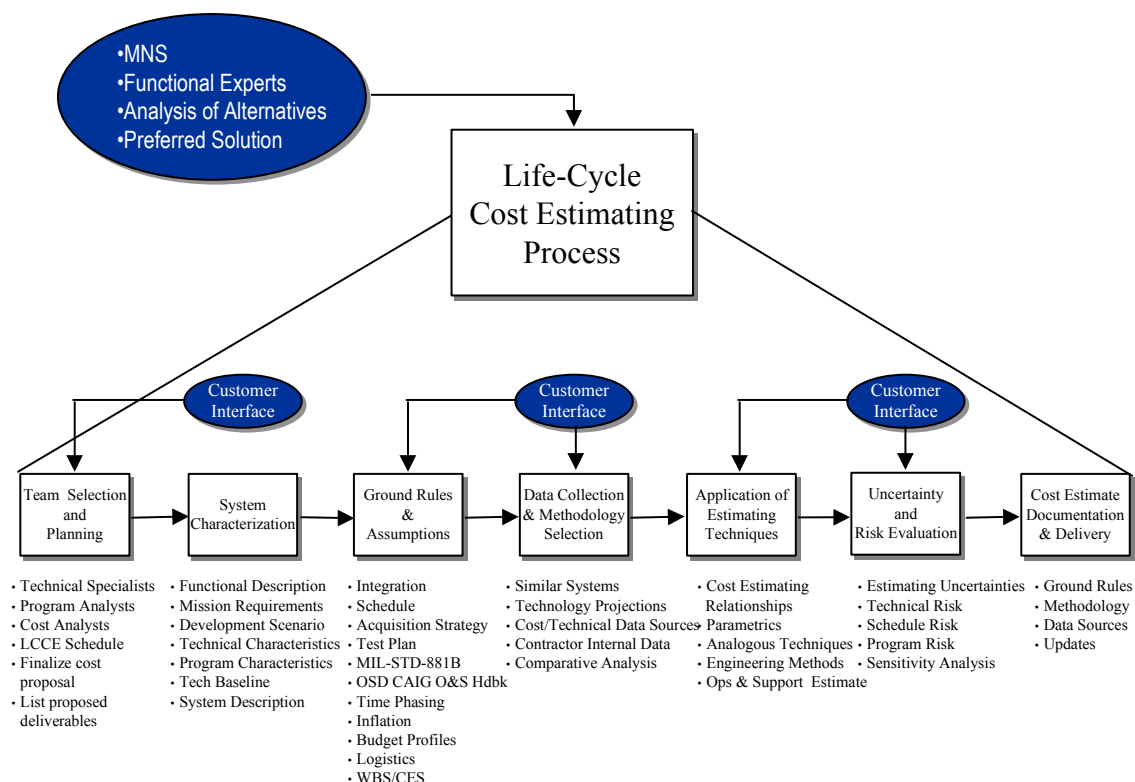 •MNS
•Functional Experts
•Analysis of Alternatives
•Preferred Solution
Life-Cycle
Cost Estimating
Process
Customer
Interface
Customer
Interface
Customer
Interface
Team Selection
and
Planning
System
Characterization
Ground Rules
&
Assumptions
Data Collection
& Methodology
Selection
Application of
Estimating
Techniques
Uncertainty
and
Risk Evaluation
Cost Estimate
Documentation
& Delivery
• Technical Specialists
• Program Analysts
• Cost Analysts
• LCCE Schedule
• Finalize cost
proposal
• List proposed
deliverables
• Functional Description
• Mission Requirements
• Development Scenario
• Technical Characteristics
• Program Characteristics
• Tech Baseline
• System Description
• Integration
• Schedule
• Acquisition Strategy
• Test Plan
• MIL-STD-881B
• OSD CAIG O&S Hdbk
• Time Phasing
• Inflation
• Budget Profiles
• Logistics
• WBS/CES
• Similar Systems
• Technology Projections
• Cost/Technical Data Sources
• Contractor Internal Data
• Comparative Analysis
• Cost Estimating
Relationships
• Parametrics
• Analogous Techniques
• Engineering Methods
• Ops & Support Estimate
• Estimating Uncertainties
• Technical Risk
• Schedule Risk
• Program Risk
• Sensitivity Analysis
• Ground Rules
• Methodology
• Data Sources
• Updates